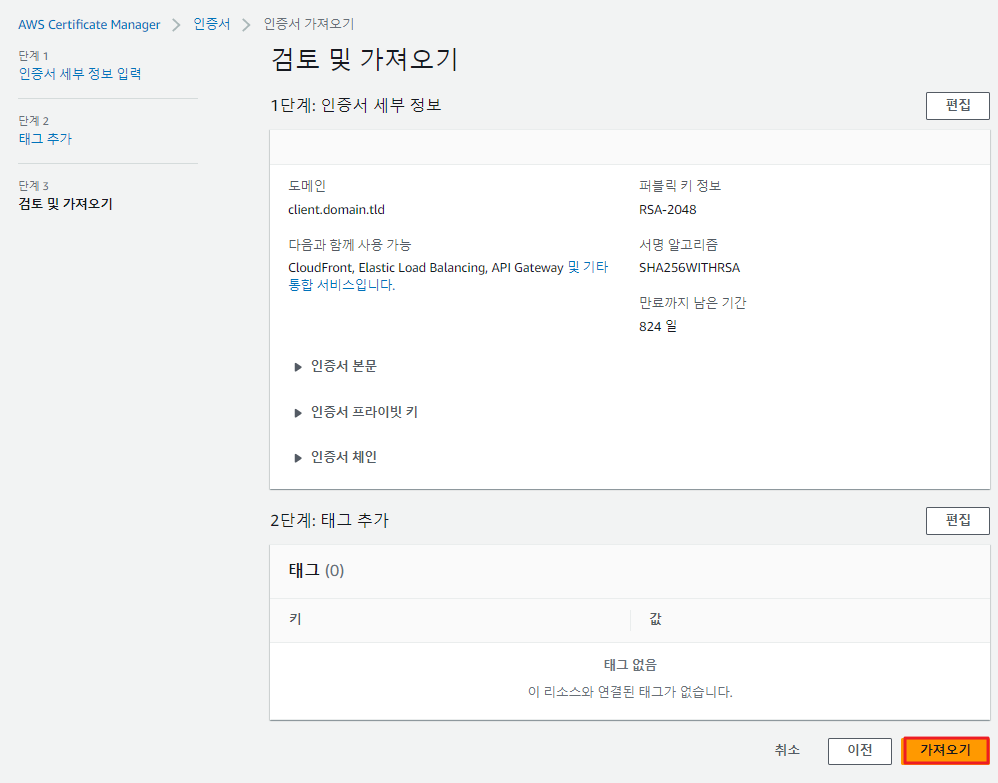 AWS Certificate Manager > 인증서 > 인증서 가져오기
단계 1
인증서 세부 정보 입력
단계 2
태그 추가
단계 3
검토 및 가져오기
검토 및 가져오기
1단계: 인증서 세부 정보
편집
도메인
client.domain.tld
다음과 함께 사용 가능
CloudFront, Elastic Load Balancing, API Gateway 및 기타
통합 서비스입니다.
퍼블릭 키 정보
RSA-2048
서명 알고리즘
SHA256WITHRSA
만료까지 남은 기간
824 일
인증서 본문
인증서 프라이빗 키
인증서 체인
2단계: 태그 추가
편집
태그 (0)
키
값
태그 없음
이 리소스와 연결된 태그가 없습니다.
취소
이전
가져오기